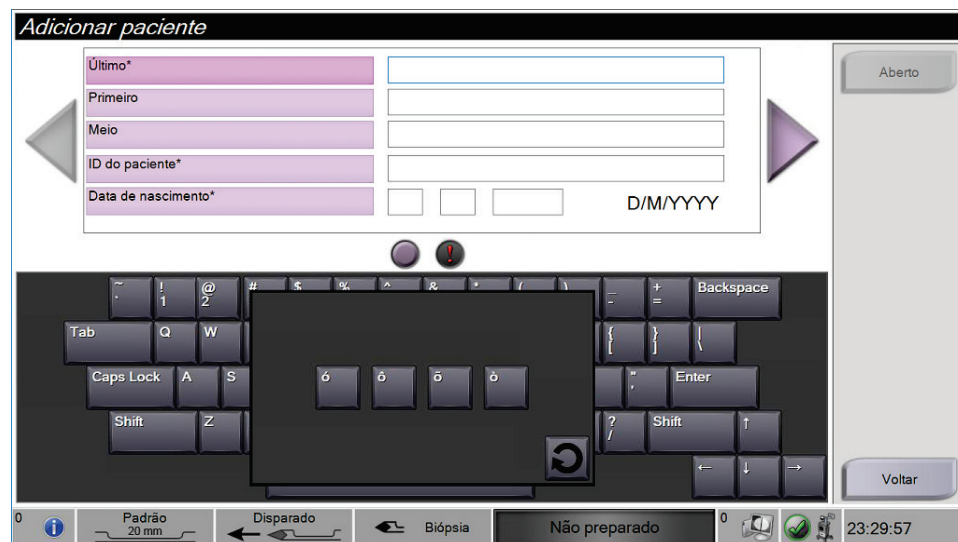 Adicionar paciente
Último*
Aberto
Primeiro
Meio
ID do paciente*
Data de nascimento*
D/M/YYYY
~ ! @ # $ % ^ & * ( ) _ + Backspace
` 1 2 - =
Tab Q W { } |
[ ] \
Caps Lock A S " Enter
'
ó ô õ ò
Shift Z ? Shift ↑
/
← ↓ →
Voltar
0 Padrão Disparado Biópsia Não preparado 0 23:29:57
20 mm